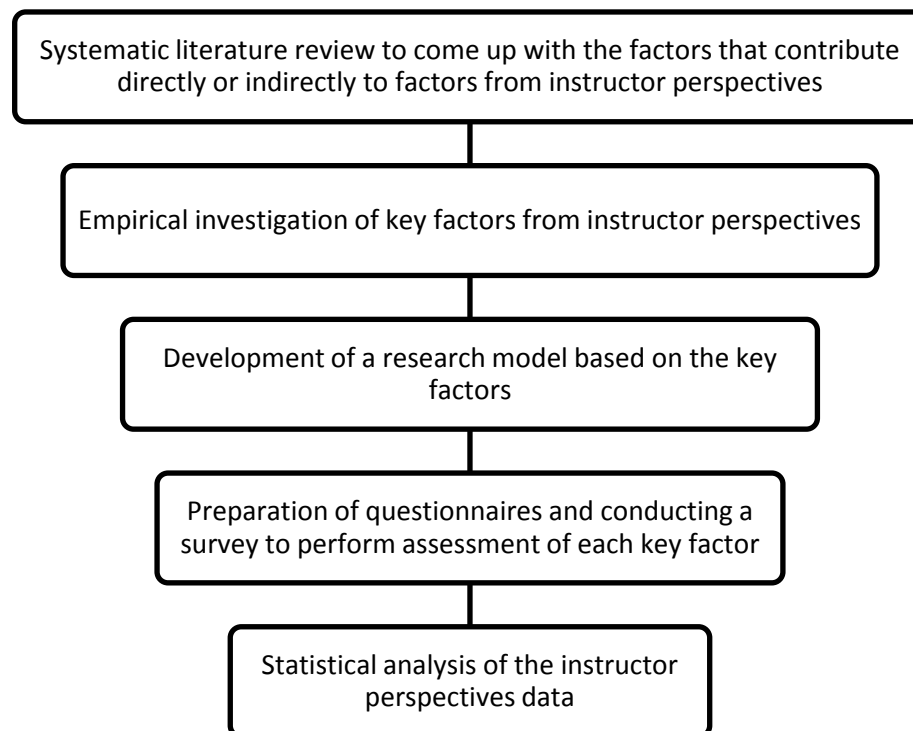 Systematic literature review to come up with the factors that contribute
directly or indirectly to factors from instructor perspectives
Empirical investigation of key factors from instructor perspectives
Development of a research model based on the key
factors
Preparation of questionnaires and conducting a
survey to perform assessment of each key factor
Statistical analysis of the instructor
perspectives data